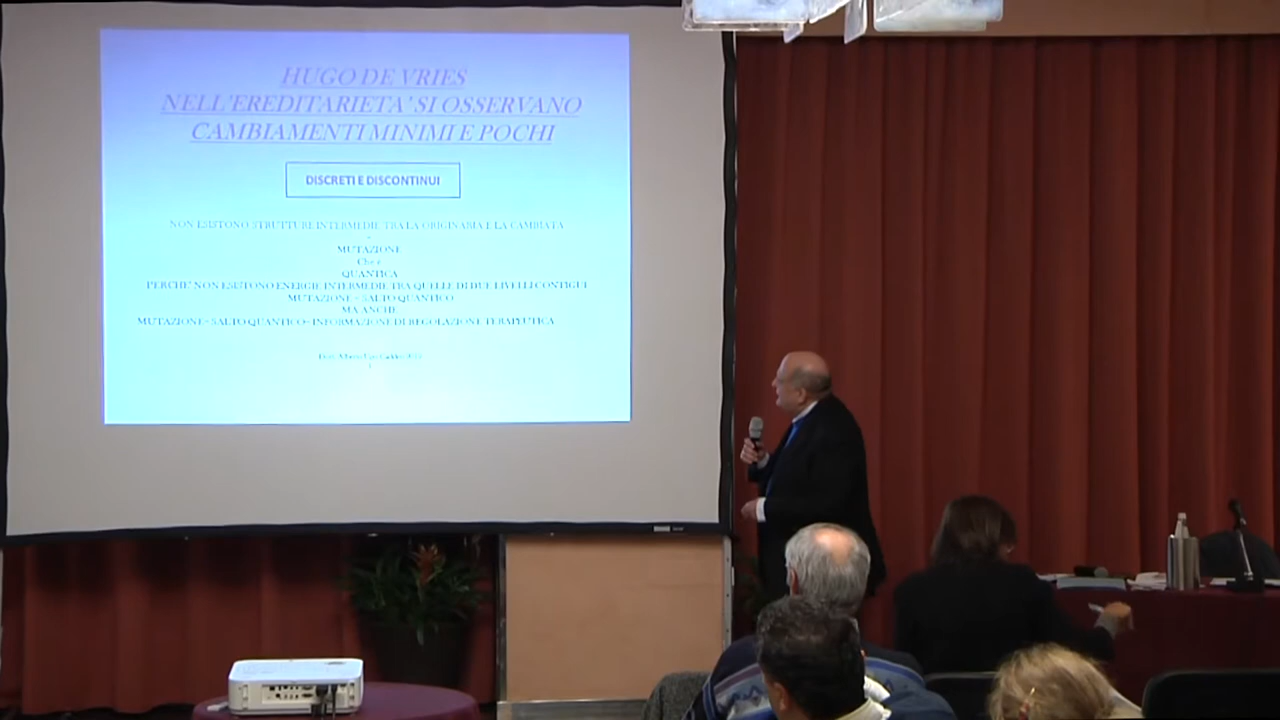 HUGO DE VRIES
NELL'EREDITARIETA' SI OSSERVANO
CAMBIAMENTI MINIMI E POCHI
DISCRETI E DISCONTINUI
NON ESISTONO STRUTTURE INTERMEDIE TRA LA ORIGINARIA E LA CAMBIATA
MUTAZIONE
QUANTICA
PERCHE' NON ESISTONO ENERGIE INTERMEDIE TRA QUELLE DI DUE LIVELLI CONTIGUI
MUTAZIONE = SALTO QUANTICO
MA ANCHE
MUTAZIONE= SALTO QUANTICO= INFORMAZIONE DI REGOLAZIONE TERAPEUTICA